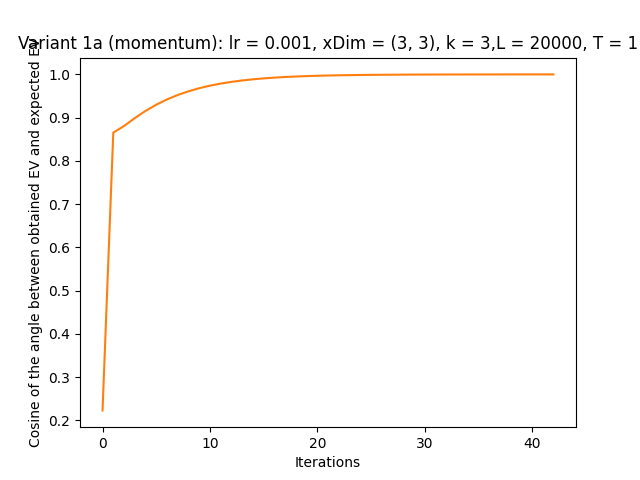 Variant 1a (momentum): lr = 0.001, xDim = (3, 3), k = 3,L = 20000, T = 1
Cosine of the angle between obtained EV and expected EV
1.0
0.9
0.8
0.7
0.6
0.5
0.4
0.3
0.2
0 10 20 30 40
Iterations